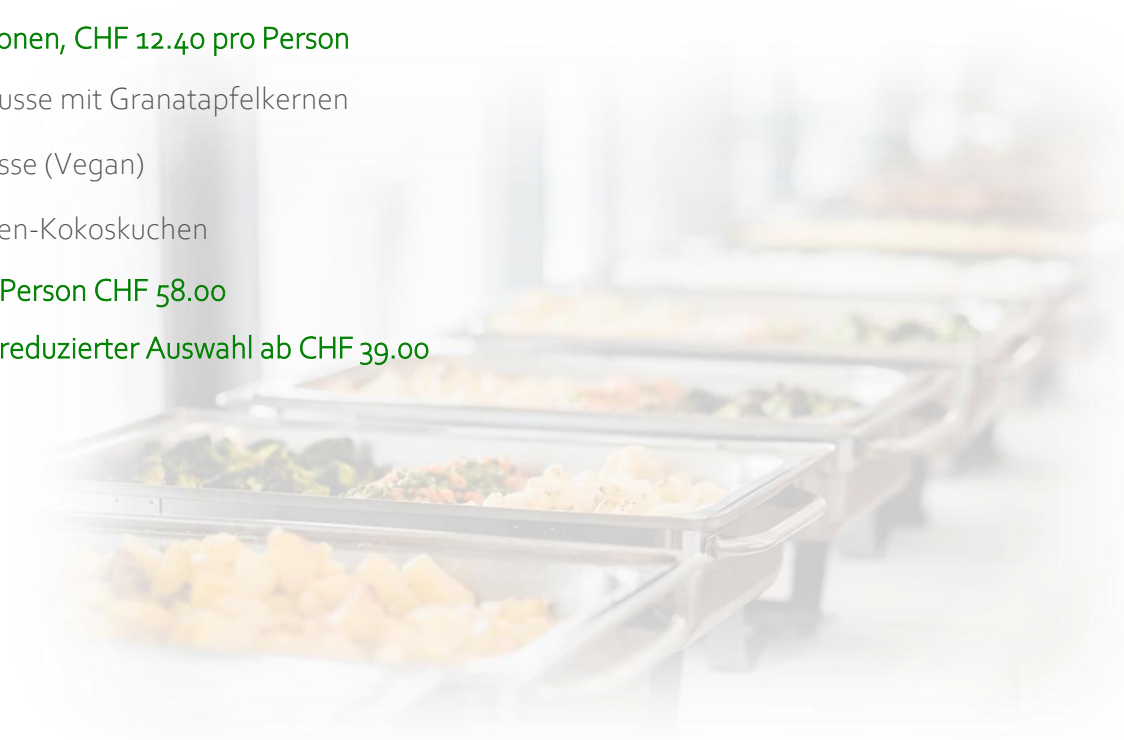 onen, CHF 12.40 pro Person
usse mit Granatapfelkernen
sse (Vegan)
en-Kokoskuchen
Person CHF 58.00
reduzierter Auswahl ab CHF 39.00